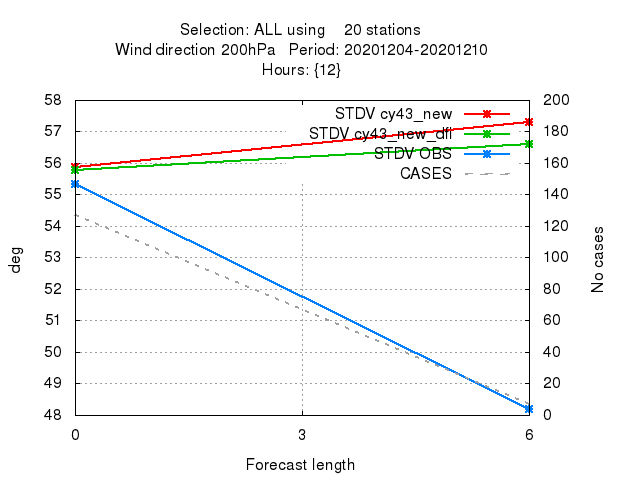 Selection: ALL using 20 stations
Wind direction 200hPa Period: 20201204-20201210
Hours: {12}
58 200
STDV cy43_new
57 180
STDV cy43_new_dfi
56 160
STDV OBS
CASES
55 140
54 120
53 100
52 80
51 60
50 40
49 20
48 0
deg
No cases
0 3 6
Forecast length